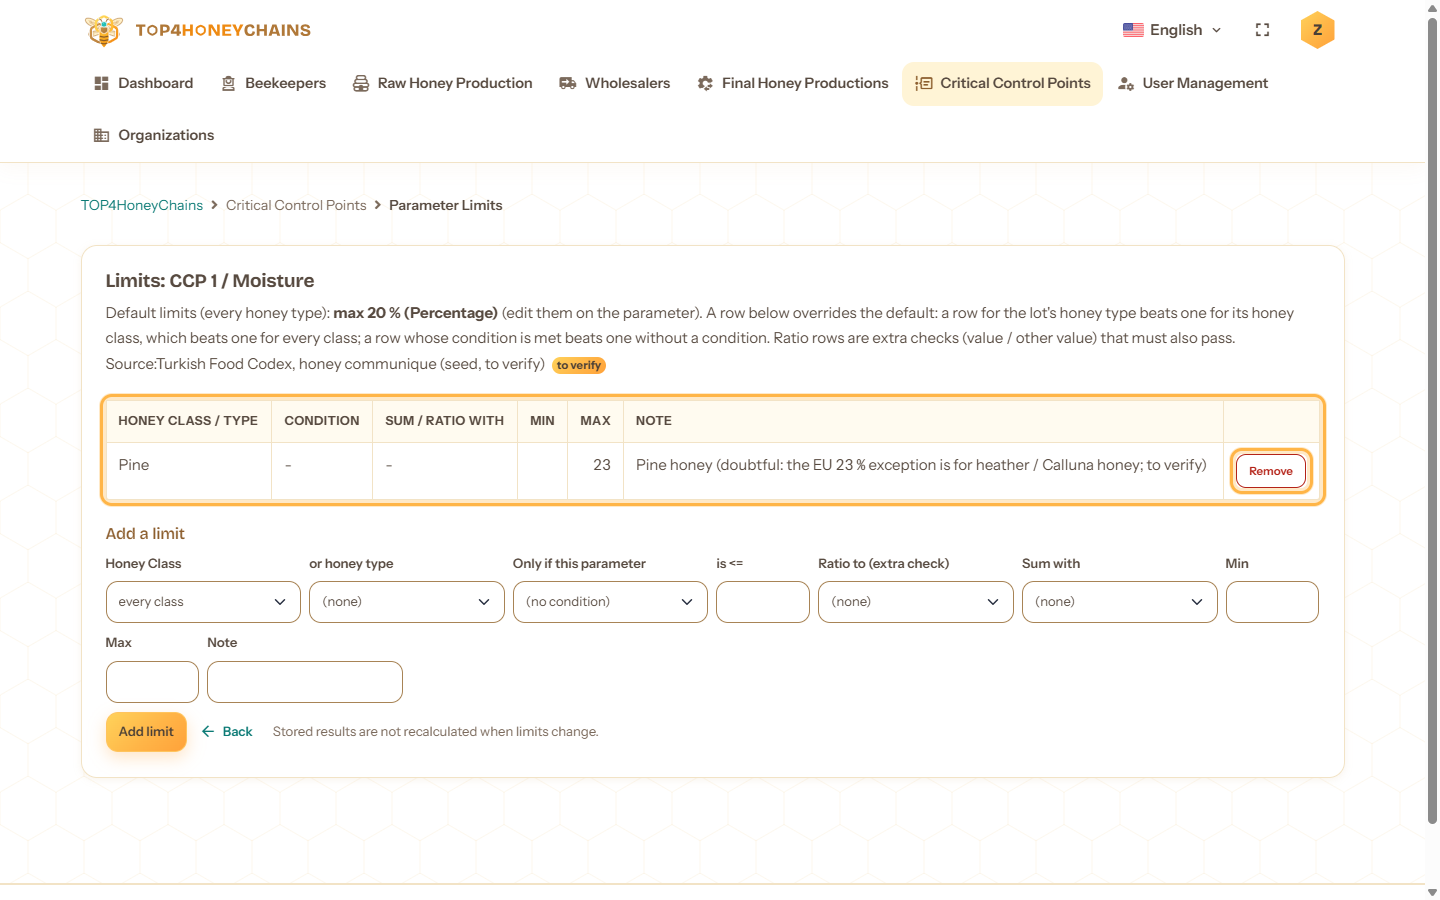 TOP4HONEYCHAINS
English
Z
Dashboard
Beekeepers
Raw Honey Production
Wholesalers
Final Honey Productions
Critical Control Points
User Management
Organizations
TOP4HoneyChains > Critical Control Points > Parameter Limits
Limits: CCP 1 / Moisture
Default limits (every honey type): max 20 % (Percentage) (edit them on the parameter). A row below overrides the default: a row for the lot's honey type beats one for its honey
class, which beats one for every class; a row whose condition is met beats one without a condition. Ratio rows are extra checks (value / other value) that must also pass.
Source:Turkish Food Codex, honey communique (seed, to verify) to verify
HONEY CLASS / TYPE CONDITION SUM / RATIO WITH MIN MAX NOTE
Pine - - 23 Pine honey (doubtful: the EU 23 % exception is for heather / Calluna honey; to verify) Remove
Add a limit
Honey Class or honey type Only if this parameter is <= Ratio to (extra check) Sum with Min
every class (none) (no condition) (none) (none)
Max Note
Add limit Back Stored results are not recalculated when limits change.